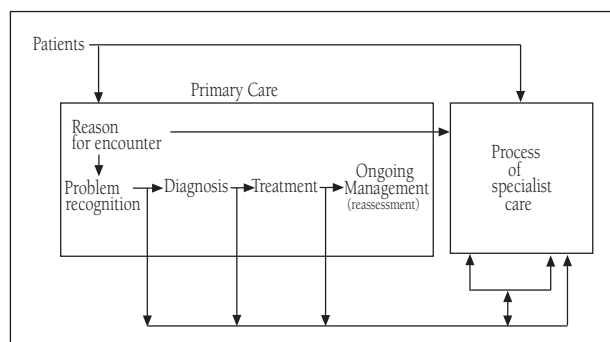 Patients
Primary Care
Reason
for encounter
Problem
recognition
Diagnosis
Treatment
Ongoing
Management
(reassessment)
Process
of
specialist
care